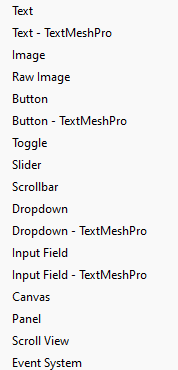 Text
Text - TextMeshPro
Image
Raw Image
Button
Button - TextMeshPro
Toggle
Slider
Scrollbar
Dropdown
Dropdown - TextMeshPro
Input Field
Input Field - TextMeshPro
Canvas
Panel
Scroll View
Event System